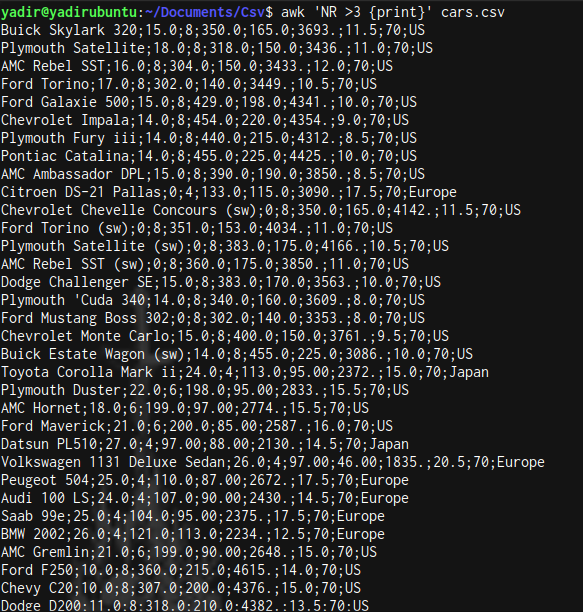 yadir@yadirubuntu:~/Documents/Csv$ awk 'NR >3 {print}' cars.csv
Buick Skylark 320;15.0;8;350.0;165.0;3693.;11.5;70;US
Plymouth Satellite;18.0;8;318.0;150.0;3436.;11.0;70;US
AMC Rebel SST;16.0;8;304.0;150.0;3433.;12.0;70;US
Ford Torino;17.0;8;302.0;140.0;3449.;10.5;70;US
Ford Galaxie 500;15.0;8;429.0;198.0;4341.;10.0;70;US
Chevrolet Impala;14.0;8;454.0;220.0;4354.;9.0;70;US
Plymouth Fury iii;14.0;8;440.0;215.0;4312.;8.5;70;US
Pontiac Catalina;14.0;8;455.0;225.0;4425.;10.0;70;US
AMC Ambassador DPL;15.0;8;390.0;190.0;3850.;8.5;70;US
Citroen DS-21 Pallas;0;4;133.0;115.0;3090.;17.5;70;Europe
Chevrolet Chevelle Concours (sw);0;8;350.0;165.0;4142.;11.5;70;US
Ford Torino (sw);0;8;351.0;153.0;4034.;11.0;70;US
Plymouth Satellite (sw);0;8;383.0;175.0;4166.;10.5;70;US
AMC Rebel SST (sw);0;8;360.0;175.0;3850.;11.0;70;US
Dodge Challenger SE;15.0;8;383.0;170.0;3563.;10.0;70;US
Plymouth 'Cuda 340;14.0;8;340.0;160.0;3609.;8.0;70;US
Ford Mustang Boss 302;0;8;302.0;140.0;3353.;8.0;70;US
Chevrolet Monte Carlo;15.0;8;400.0;150.0;3761.;9.5;70;US
Buick Estate Wagon (sw);14.0;8;455.0;225.0;3086.;10.0;70;US
Toyota Corolla Mark ii;24.0;4;113.0;95.00;2372.;15.0;70;Japan
Plymouth Duster;22.0;6;198.0;95.00;2833.;15.5;70;US
AMC Hornet;18.0;6;199.0;97.00;2774.;15.5;70;US
Ford Maverick;21.0;6;200.0;85.00;2587.;16.0;70;US
Datsun PL510;27.0;4;97.00;88.00;2130.;14.5;70;Japan
Volkswagen 1131 Deluxe Sedan;26.0;4;97.00;46.00;1835.;20.5;70;Europe
Peugeot 504;25.0;4;110.0;87.00;2672.;17.5;70;Europe
Audi 100 LS;24.0;4;107.0;90.00;2430.;14.5;70;Europe
Saab 99e;25.0;4;104.0;95.00;2375.;17.5;70;Europe
BMW 2002;26.0;4;121.0;113.0;2234.;12.5;70;Europe
AMC Gremlin;21.0;6;199.0;90.00;2648.;15.0;70;US
Ford F250;10.0;8;360.0;215.0;4615.;14.0;70;US
Chevy C20;10.0;8;307.0;200.0;4376.;15.0;70;US
Dodge D200;11.0;8;318.0;210.0;4382.;13.5;70;US